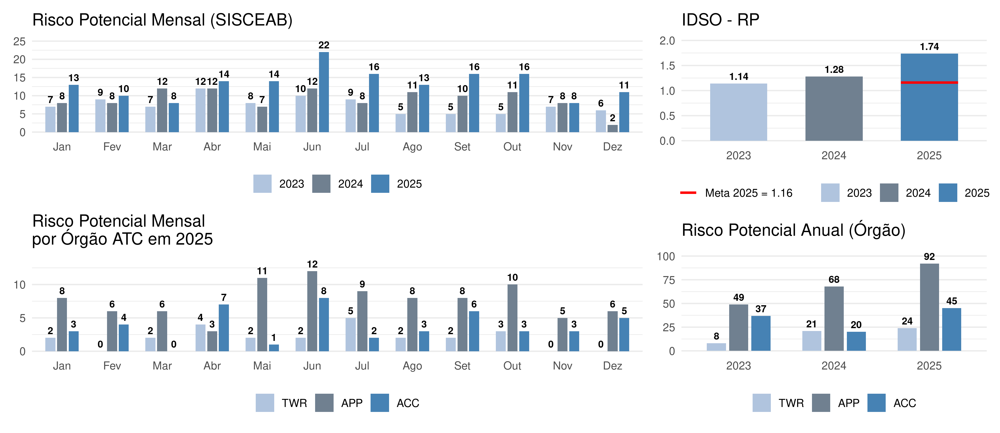 Risco Potencial Mensal (SISCEAB)
25
20
15
10
5
0
7 8 13
9 8 10
7 12 8
12 12 14
8 7 14
10 12 22
9 8 16
5 11 13
5 10 16
5 11 16
7 8 8
6 2 11
Jan Fev Mar Abr Mai Jun Jul Ago Set Out Nov Dez
2023 2024 2025
IDSO - RP
2.0
1.5
1.0
0.5
0.0
1.14 1.28 1.74
2023 2024 2025
Meta 2025 = 1.16 2023 2024 2025
Risco Potencial Mensal
por Órgão ATC em 2025
10
5
0
2 8 3
0 6 4
2 6 0
4 3 7
2 11 1
2 12 8
5 9 2
2 8 3
2 8 6
3 10 3
0 5 3
0 6 5
Jan Fev Mar Abr Mai Jun Jul Ago Set Out Nov Dez
TWR APP ACC
Risco Potencial Anual (Órgão)
100
75
50
25
0
8 49 37
21 68 20
24 92 45
2023 2024 2025
TWR APP ACC